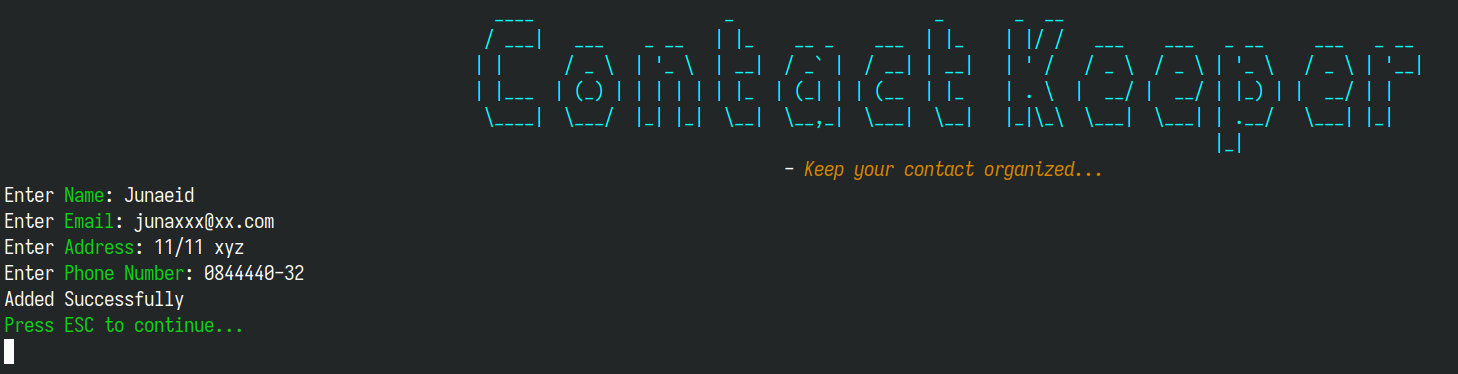 Contact Keeper
- Keep your contact organized...
Enter Name: Junaeid
Enter Email: junaxxx@xx.com
Enter Address: 11/11 xyz
Enter Phone Number: 0844440-32
Added Successfully
Press ESC to continue...